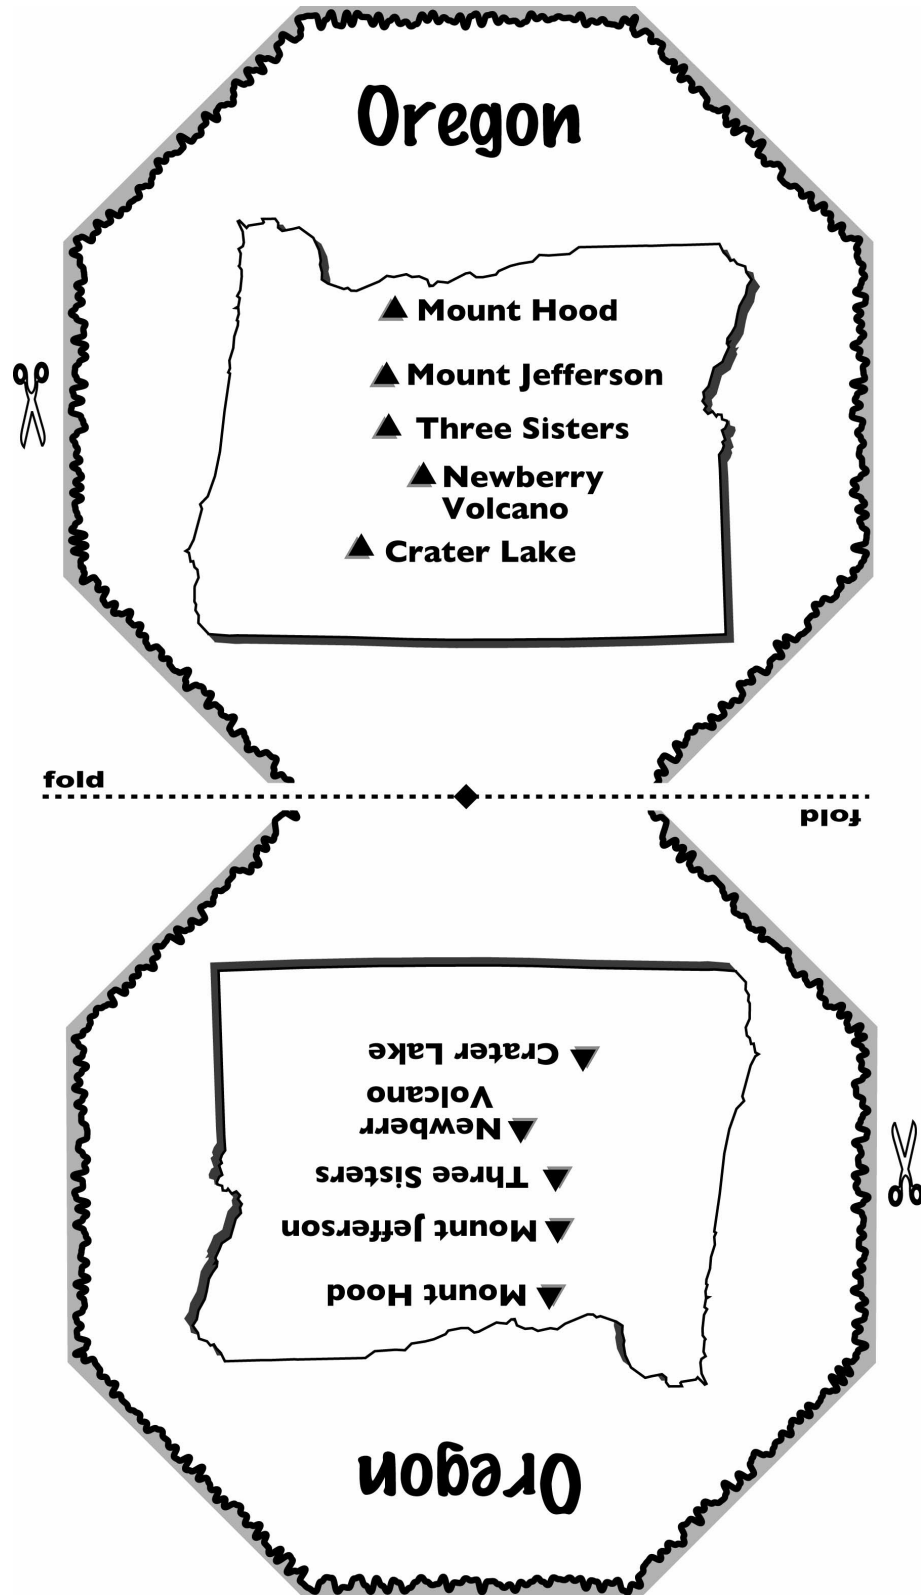 Oregon
Mount Hood
Mount Jefferson
Three Sisters
Newberry
Volcano
Crater Lake
fold
fold
Oregon
Mount Hood
Mount Jefferson
Three Sisters
Newberr
Volcano
Crater Lake